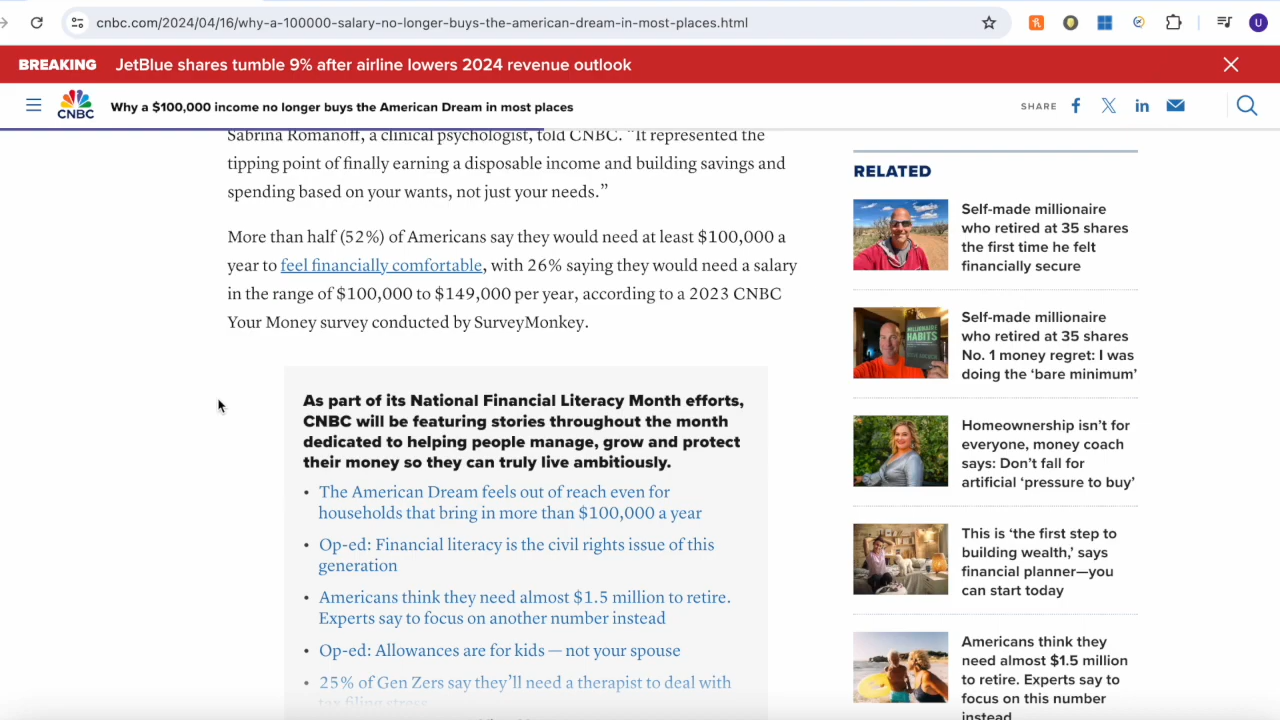 cnbc.com/2024/04/16/why-a-100000-salary-no-longer-buys-the-american-dream-in-most-places.html
U
BREAKING JetBlue shares tumble 9% after airline lowers 2024 revenue outlook
CNBC
Why a $100,000 income no longer buys the American Dream in most places
SHARE
Sabrina Romanoff, a clinical psychologist, told CNBC. “It represented the
tipping point of finally earning a disposable income and building savings and
spending based on your wants, not just your needs.”
More than half (52%) of Americans say they would need at least $100,000 a
year to feel financially comfortable, with 26% saying they would need a salary
in the range of $100,000 to $149,000 per year, according to a 2023 CNBC
Your Money survey conducted by SurveyMonkey.
As part of its National Financial Literacy Month efforts,
CNBC will be featuring stories throughout the month
dedicated to helping people manage, grow and protect
their money so they can truly live ambitiously.
• The American Dream feels out of reach even for
households that bring in more than $100,000 a year
• Op-ed: Financial literacy is the civil rights issue of this
generation
• Americans think they need almost $1.5 million to retire.
Experts say to focus on another number instead
• Op-ed: Allowances are for kids — not your spouse
• 25% of Gen Zers say they’ll need a therapist to deal with
tax filing stress
RELATED
Self-made millionaire
who retired at 35 shares
the first time he felt
financially secure
MILLIONAIRE
HABITS
Self-made millionaire
who retired at 35 shares
No. 1 money regret: I was
doing the ‘bare minimum’
Homeownership isn’t for
everyone, money coach
says: Don’t fall for
artificial ‘pressure to buy’
This is ‘the first step to
building wealth,’ says
financial planner—you
can start today
Americans think they
need almost $1.5 million
to retire. Experts say to
focus on this number
instead